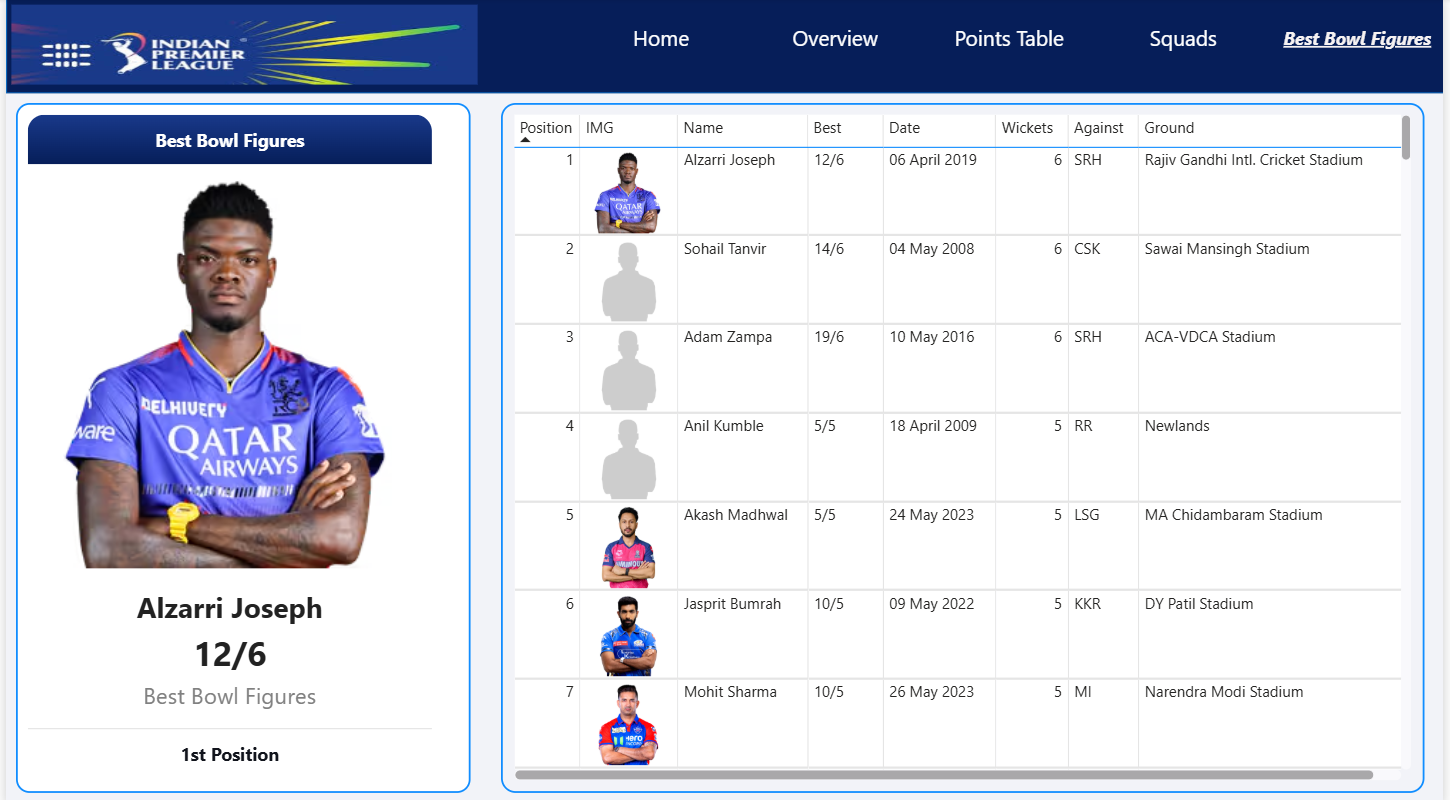 INDIAN
PREMIER
LEAGUE
Home Overview Points Table Squads Best Bowl Figures
Best Bowl Figures
DELHIVERY
ware
QATAR
AIRWAYS
Alzarri Joseph
12/6
Best Bowl Figures
1st Position
Position IMG Name Best Date Wickets Against Ground
1 Alzarri Joseph 12/6 06 April 2019 6 SRH Rajiv Gandhi Intl. Cricket Stadium
2 Sohail Tanvir 14/6 04 May 2008 6 CSK Sawai Mansingh Stadium
3 Adam Zampa 19/6 10 May 2016 6 SRH ACA-VDCA Stadium
4 Anil Kumble 5/5 18 April 2009 5 RR Newlands
5 Akash Madhwal 5/5 24 May 2023 5 LSG MA Chidambaram Stadium
6 Jasprit Bumrah 10/5 09 May 2022 5 KKR DY Patil Stadium
7 Mohit Sharma 10/5 26 May 2023 5 MI Narendra Modi Stadium